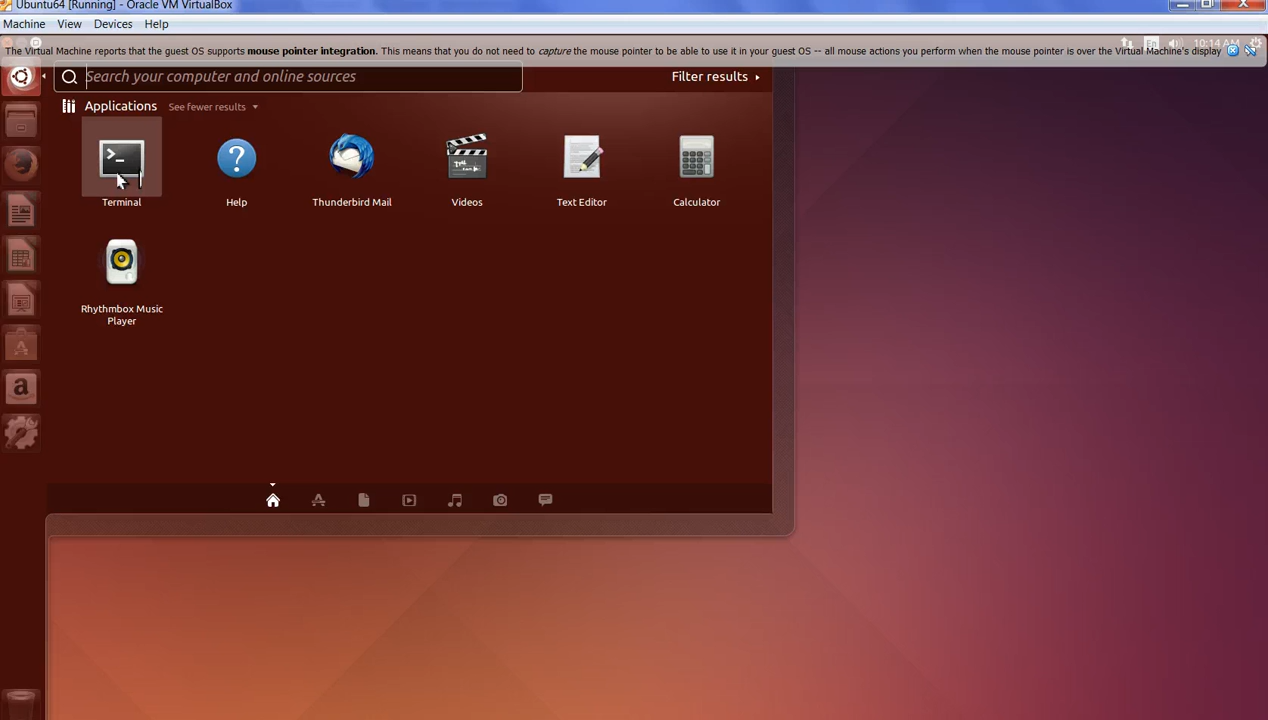 Ubuntu64 [Running] - Oracle VM VirtualBox
Machine View Devices Help
The Virtual Machine reports that the guest OS supports mouse pointer integration. This means that you do not need to capture the mouse pointer to be able to use it in your guest OS -- all mouse actions you perform when the mouse pointer is over the Virtual Machine's display
En 10:14 AM
Search your computer and online sources
Filter results
Applications See fewer results
>_
?
Terminal Help Thunderbird Mail Videos Text Editor Calculator
Rhythmbox Music
Player
a